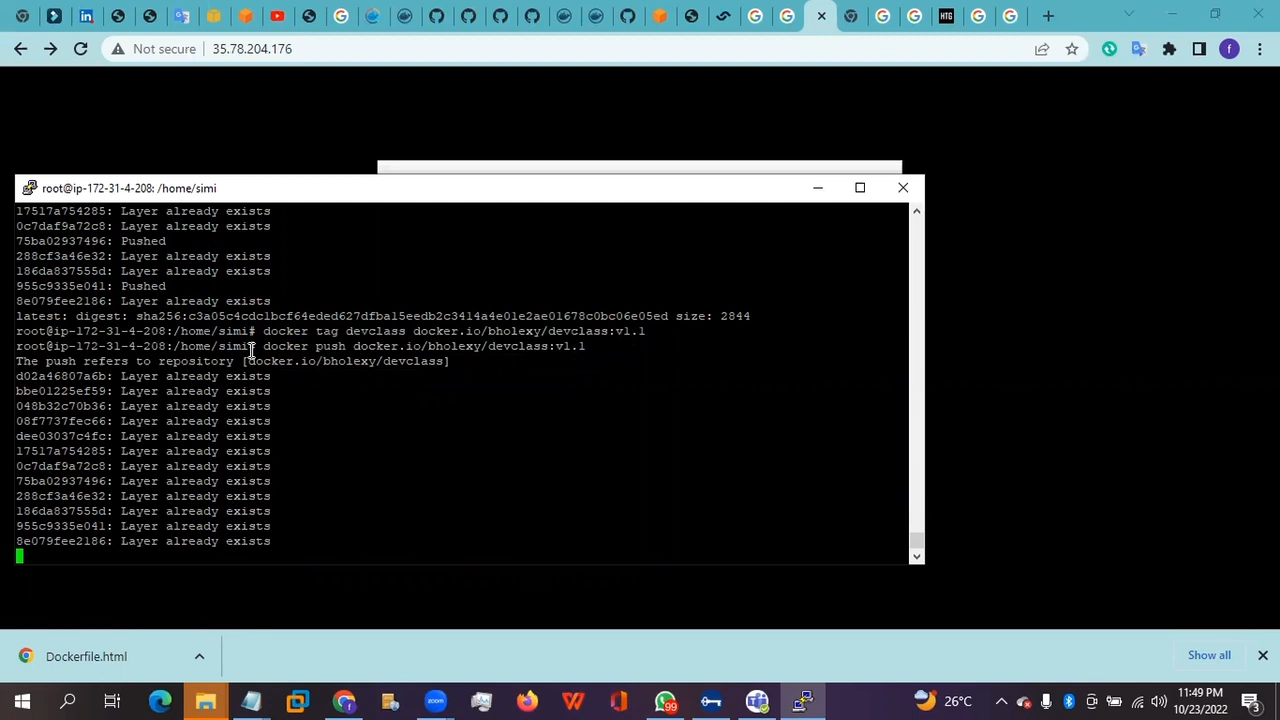 HTG
Not secure
35.78.204.176
f
root@ip-172-31-4-208: /home/simi
17517a754285: Layer already exists
0c7daf9a72c8: Layer already exists
75ba02937496: Pushed
288cf3a46e32: Layer already exists
186da837555d: Layer already exists
955c9335e041: Pushed
8e079fee2186: Layer already exists
latest: digest: sha256:c3a05c4cdc1bcf64eded627dfba15eedb2c3414a4e01e2ae01678c0bc06e05ed size: 2844
root@ip-172-31-4-208:/home/simi# docker tag devclass docker.io/bholexy/devclass:v1.1
root@ip-172-31-4-208:/home/simi# docker push docker.io/bholexy/devclass:v1.1
The push refers to repository [docker.io/bholexy/devclass]
d02a46807a6b: Layer already exists
bbe01225ef59: Layer already exists
048b32c70b36: Layer already exists
08f7737fec66: Layer already exists
dee03037c4fc: Layer already exists
17517a754285: Layer already exists
0c7daf9a72c8: Layer already exists
75ba02937496: Layer already exists
288cf3a46e32: Layer already exists
186da837555d: Layer already exists
955c9335e041: Layer already exists
8e079fee2186: Layer already exists
Dockerfile.html
Show all
zoom
99
26°C
11:49 PM
10/23/2022
3